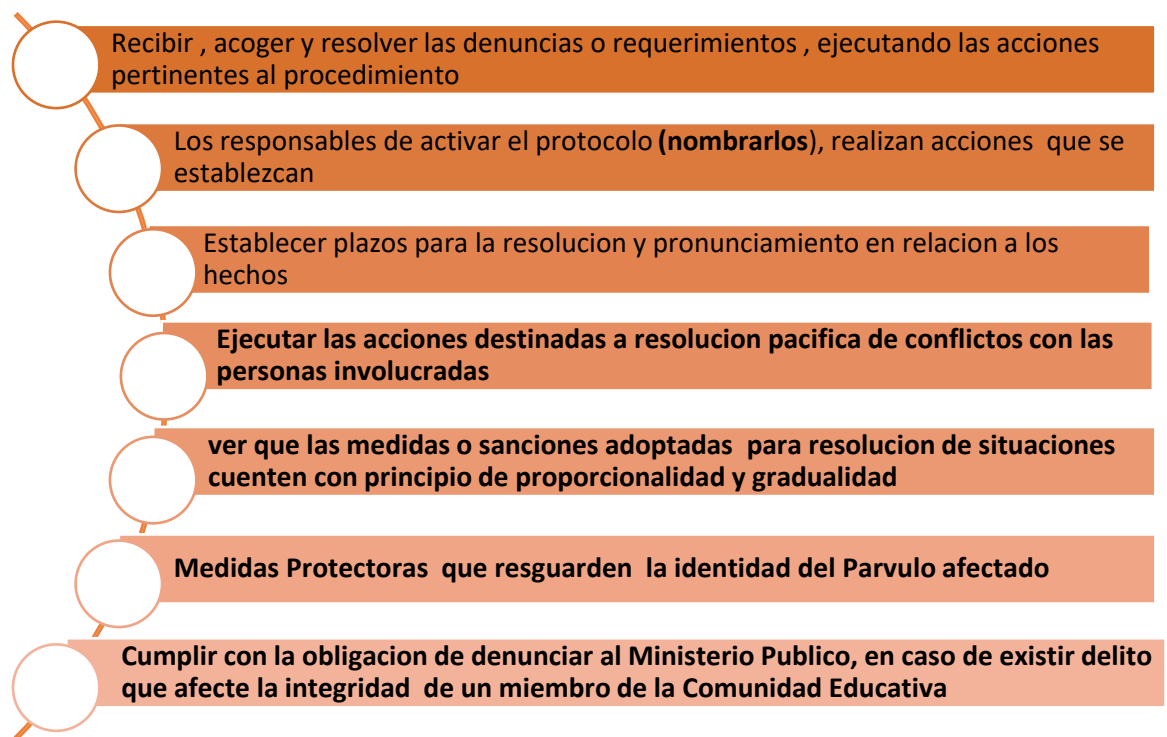 Recibir , acoger y resolver las denuncias o requerimientos , ejecutando las acciones
pertinentes al procedimiento
Los responsables de activar el protocolo (nombrarlos), realizan acciones que se
establezcan
Establecer plazos para la resolucion y pronunciamiento en relacion a los
hechos
Ejecutar las acciones destinadas a resolucion pacifica de conflictos con las
personas involucradas
ver que las medidas o sanciones adoptadas para resolucion de situaciones
cuenten con principio de proporcionalidad y gradualidad
Medidas Protectoras que resguarden la identidad del Parvulo afectado
Cumplir con la obligacion de denunciar al Ministerio Publico, en caso de existir delito
que afecte la integridad de un miembro de la Comunidad Educativa